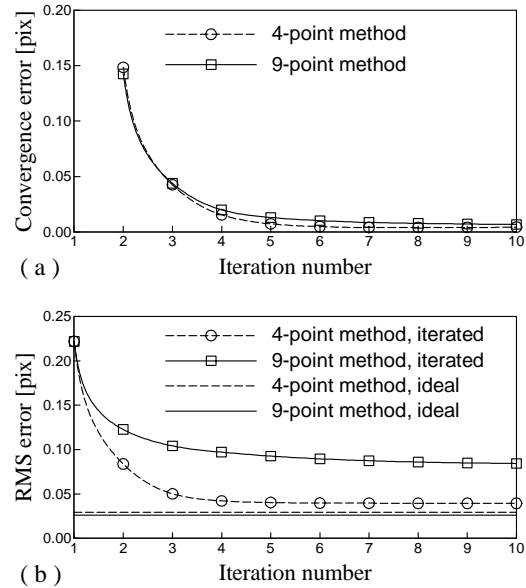 0.20
0.15
0.10
0.05
0.00
Convergence error [pix]
4-point method
9-point method
1 2 3 4 5 6 7 8 9 10
Iteration number
( a )
0.25
0.20
0.15
0.10
0.05
0.00
RMS error [pix]
4-point method, iterated
9-point method, iterated
4-point method, ideal
9-point method, ideal
1 2 3 4 5 6 7 8 9 10
Iteration number
( b )